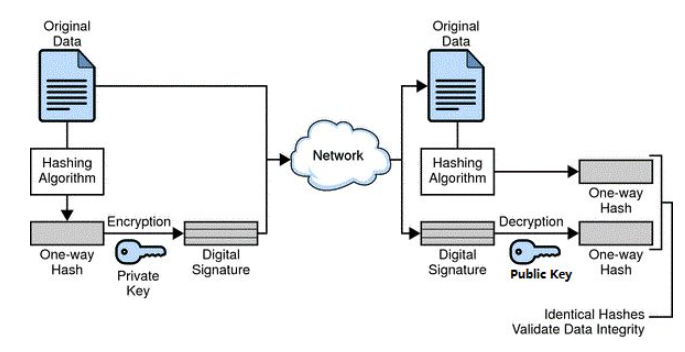 Original
Data
Hashing
Algorithm
One-way
Hash
Encryption
Private
Key
Digital
Signature
Network
Original
Data
Hashing
Algorithm
One-way
Hash
Digital
Signature
Decryption
Public Key
One-way
Hash
Identical Hashes
Validate Data Integrity